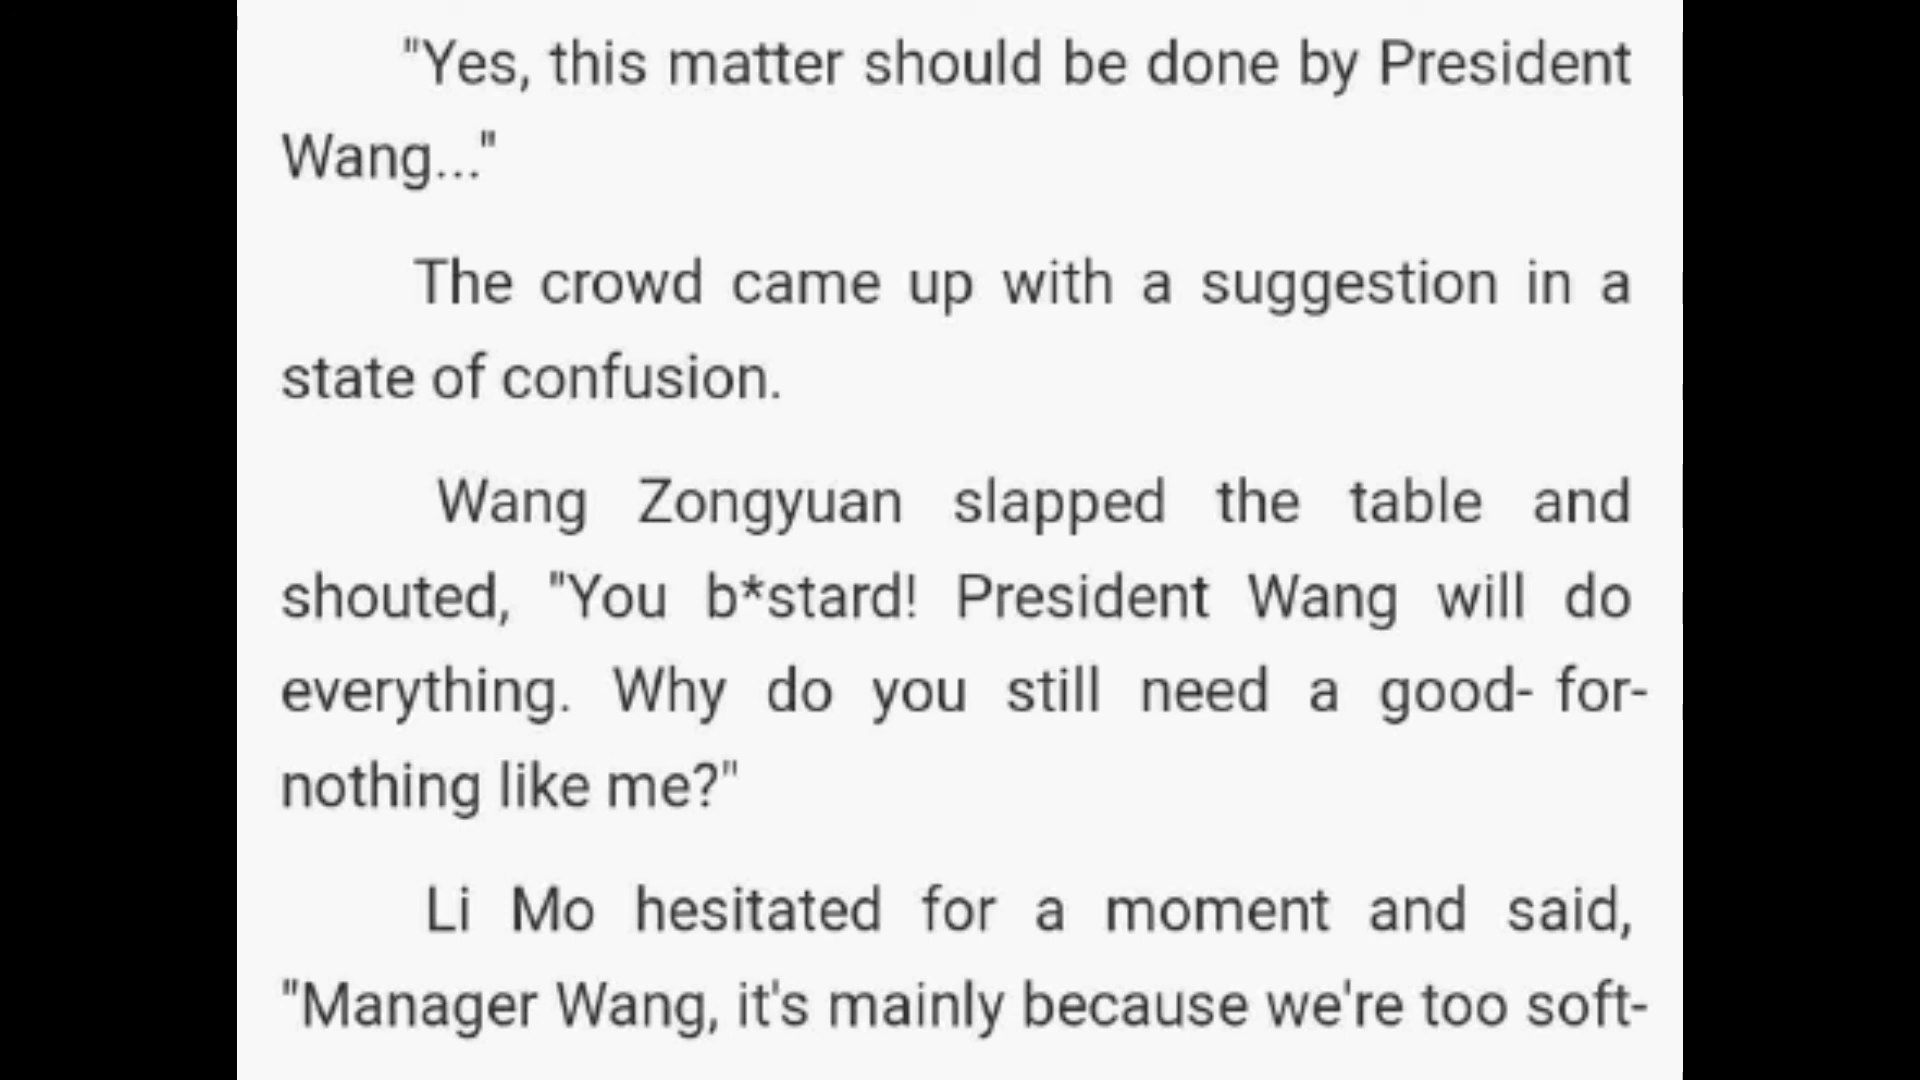 "Yes, this matter should be done by President
Wang..."
The crowd came up with a suggestion in a
state of confusion.
Wang Zongyuan slapped the table and
shouted, "You b*stard! President Wang will do
everything. Why do you still need a good- for-
nothing like me?"
Li Mo hesitated for a moment and said,
"Manager Wang, it's mainly because we're too soft-